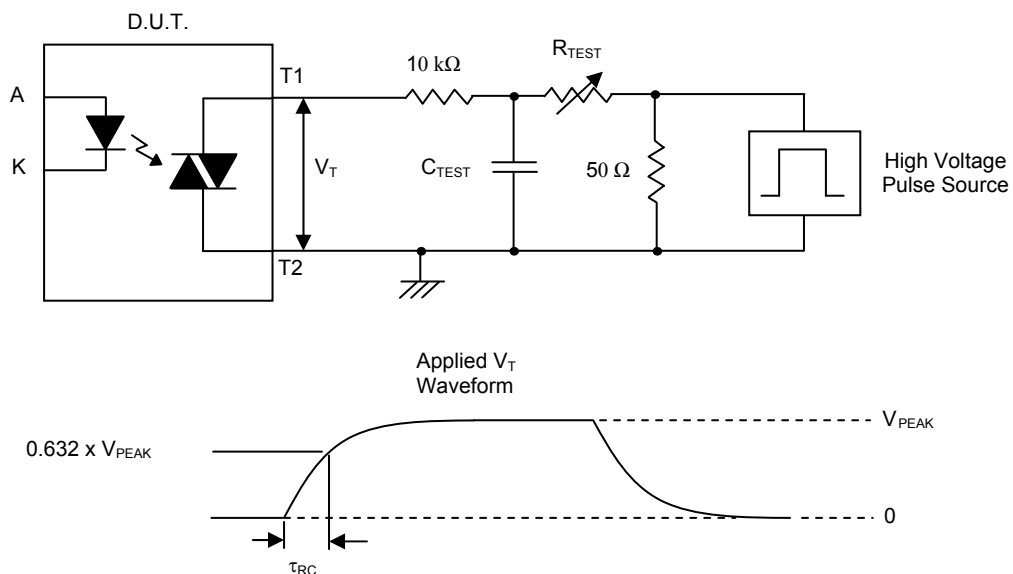 D.U.T.
A
K
T1
T2
V_T
10 kΩ
R_TEST
C_TEST
50 Ω
High Voltage
Pulse Source
Applied V_T
Waveform
V_PEAK
0.632 x V_PEAK
0
τ_RC